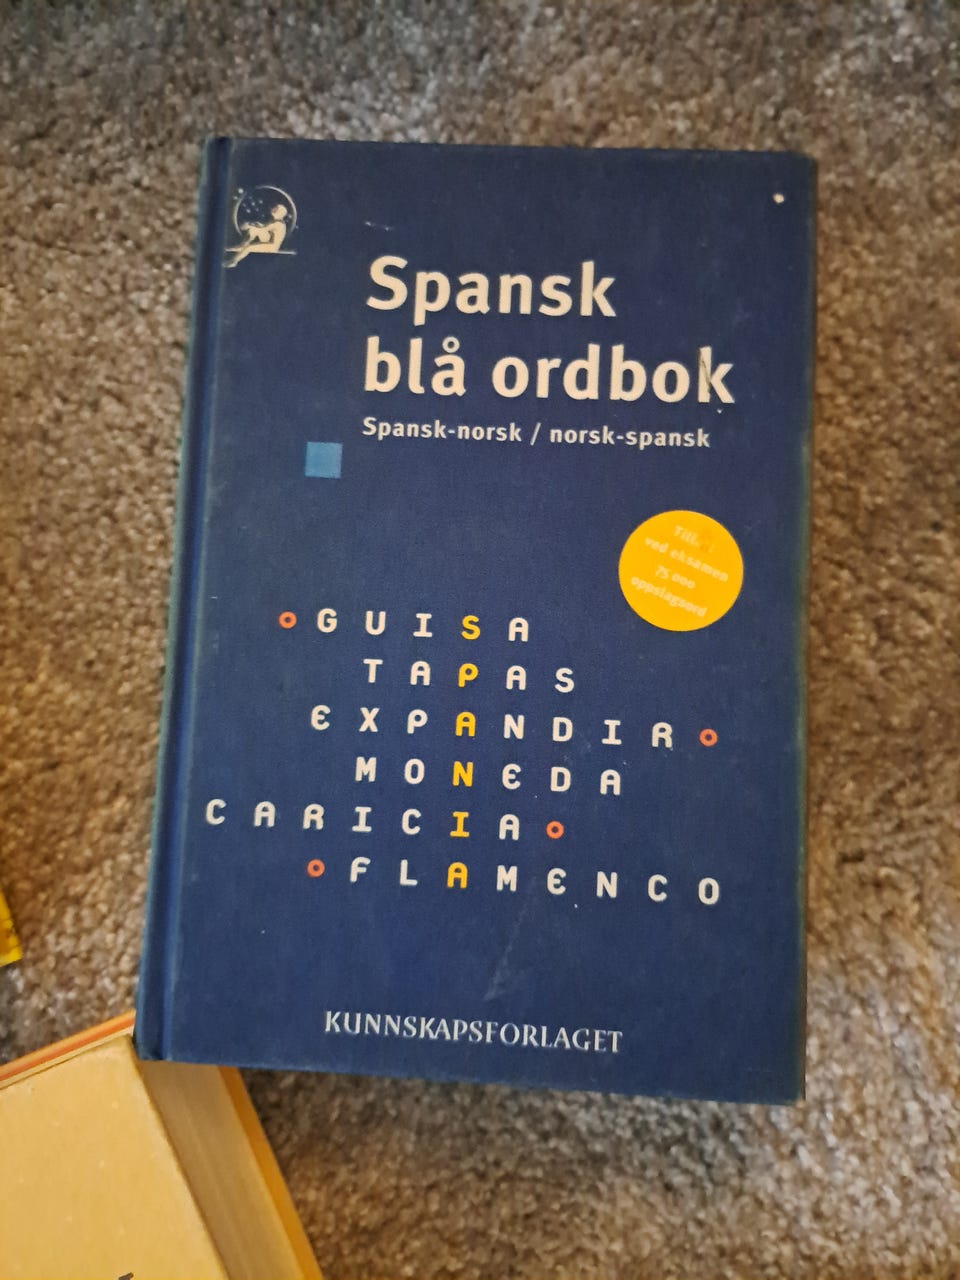 Spansk
blå ordbok
Spansk-norsk / norsk-spansk
ved eksamen
75 000
oppslagsord
GUISA
TAPAS
EXPANDIR
MONEDA
CARICIA
FLAMENCO
KUNNSKAPSFORLAGET